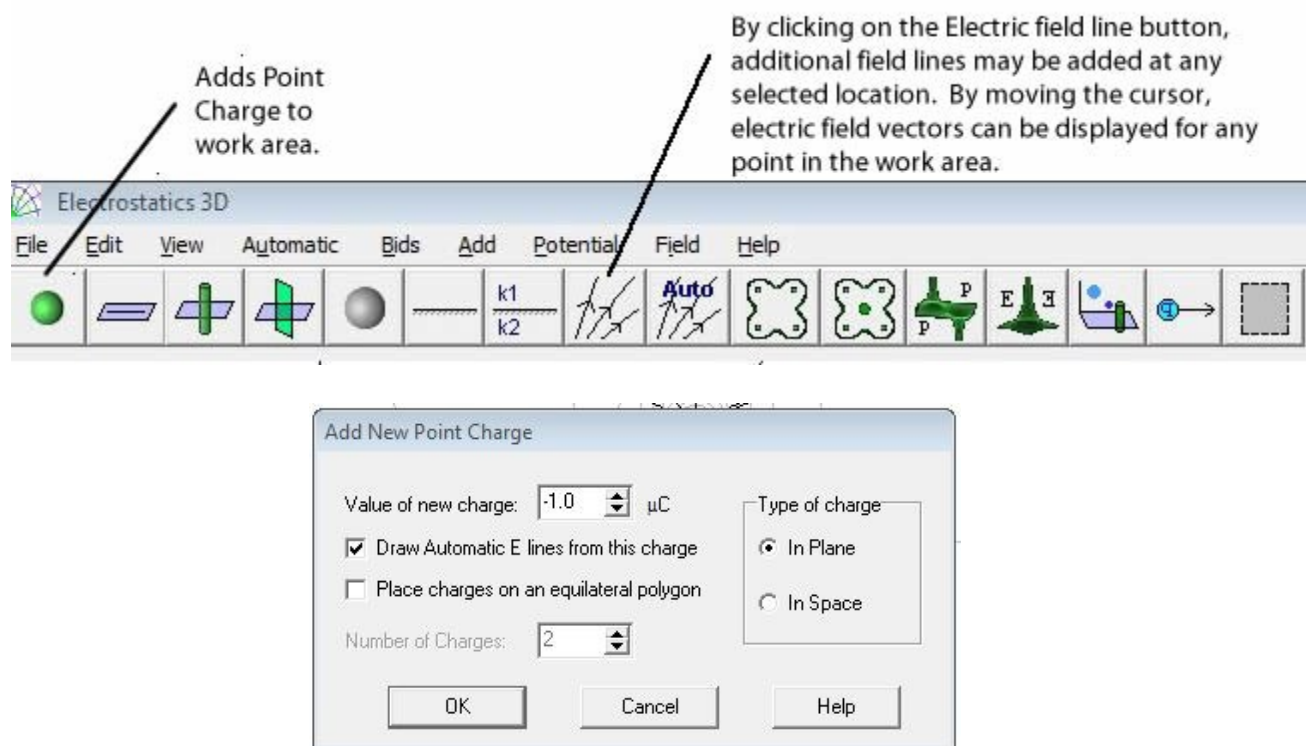 By clicking on the Electric field line button,
additional field lines may be added at any
selected location. By moving the cursor,
electric field vectors can be displayed for any
point in the work area.
Adds Point
Charge to
work area.
Electrostatics 3D
File Edit View Automatic Bids Add Potential Field Help
k1
k2
Auto
P
P
E E
q
Add New Point Charge
Value of new charge: -1.0 µC
Type of charge
Draw Automatic E lines from this charge
In Plane
Place charges on an equilateral polygon
In Space
Number of Charges: 2
OK Cancel Help